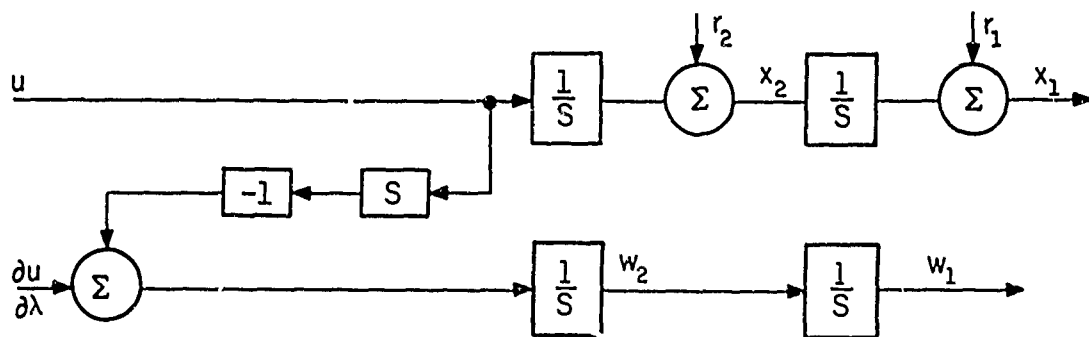 r₂ r₁
u 1/S Σ x₂ 1/S Σ x₁
-1 S
∂u/∂λ Σ 1/S w₂ 1/S w₁